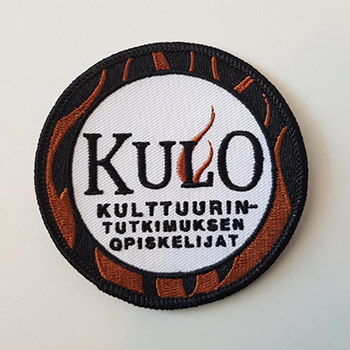 KULO
KULTTUURIN-
TUTKIMUKSEN
OPISKELIJAT